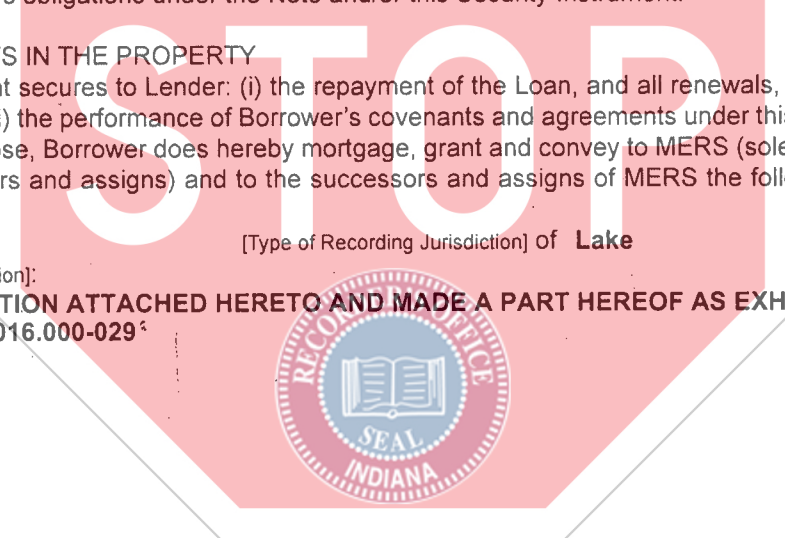 obligations under the Note and/or this Security Instrument.
STOP
S IN THE PROPERTY
t secures to Lender: (i) the repayment of the Loan, and all renewals,
) the performance of Borrower's covenants and agreements under thi
ose, Borrower does hereby mortgage, grant and convey to MERS (sole
rs and assigns) and to the successors and assigns of MERS the foll
[Type of Recording Jurisdiction] of Lake
ion]:
TION ATTACHED HERETO AND MADE A PART HEREOF AS EXH
016.000-029
RECORDER'S OFFICE
SEAL
INDIANA